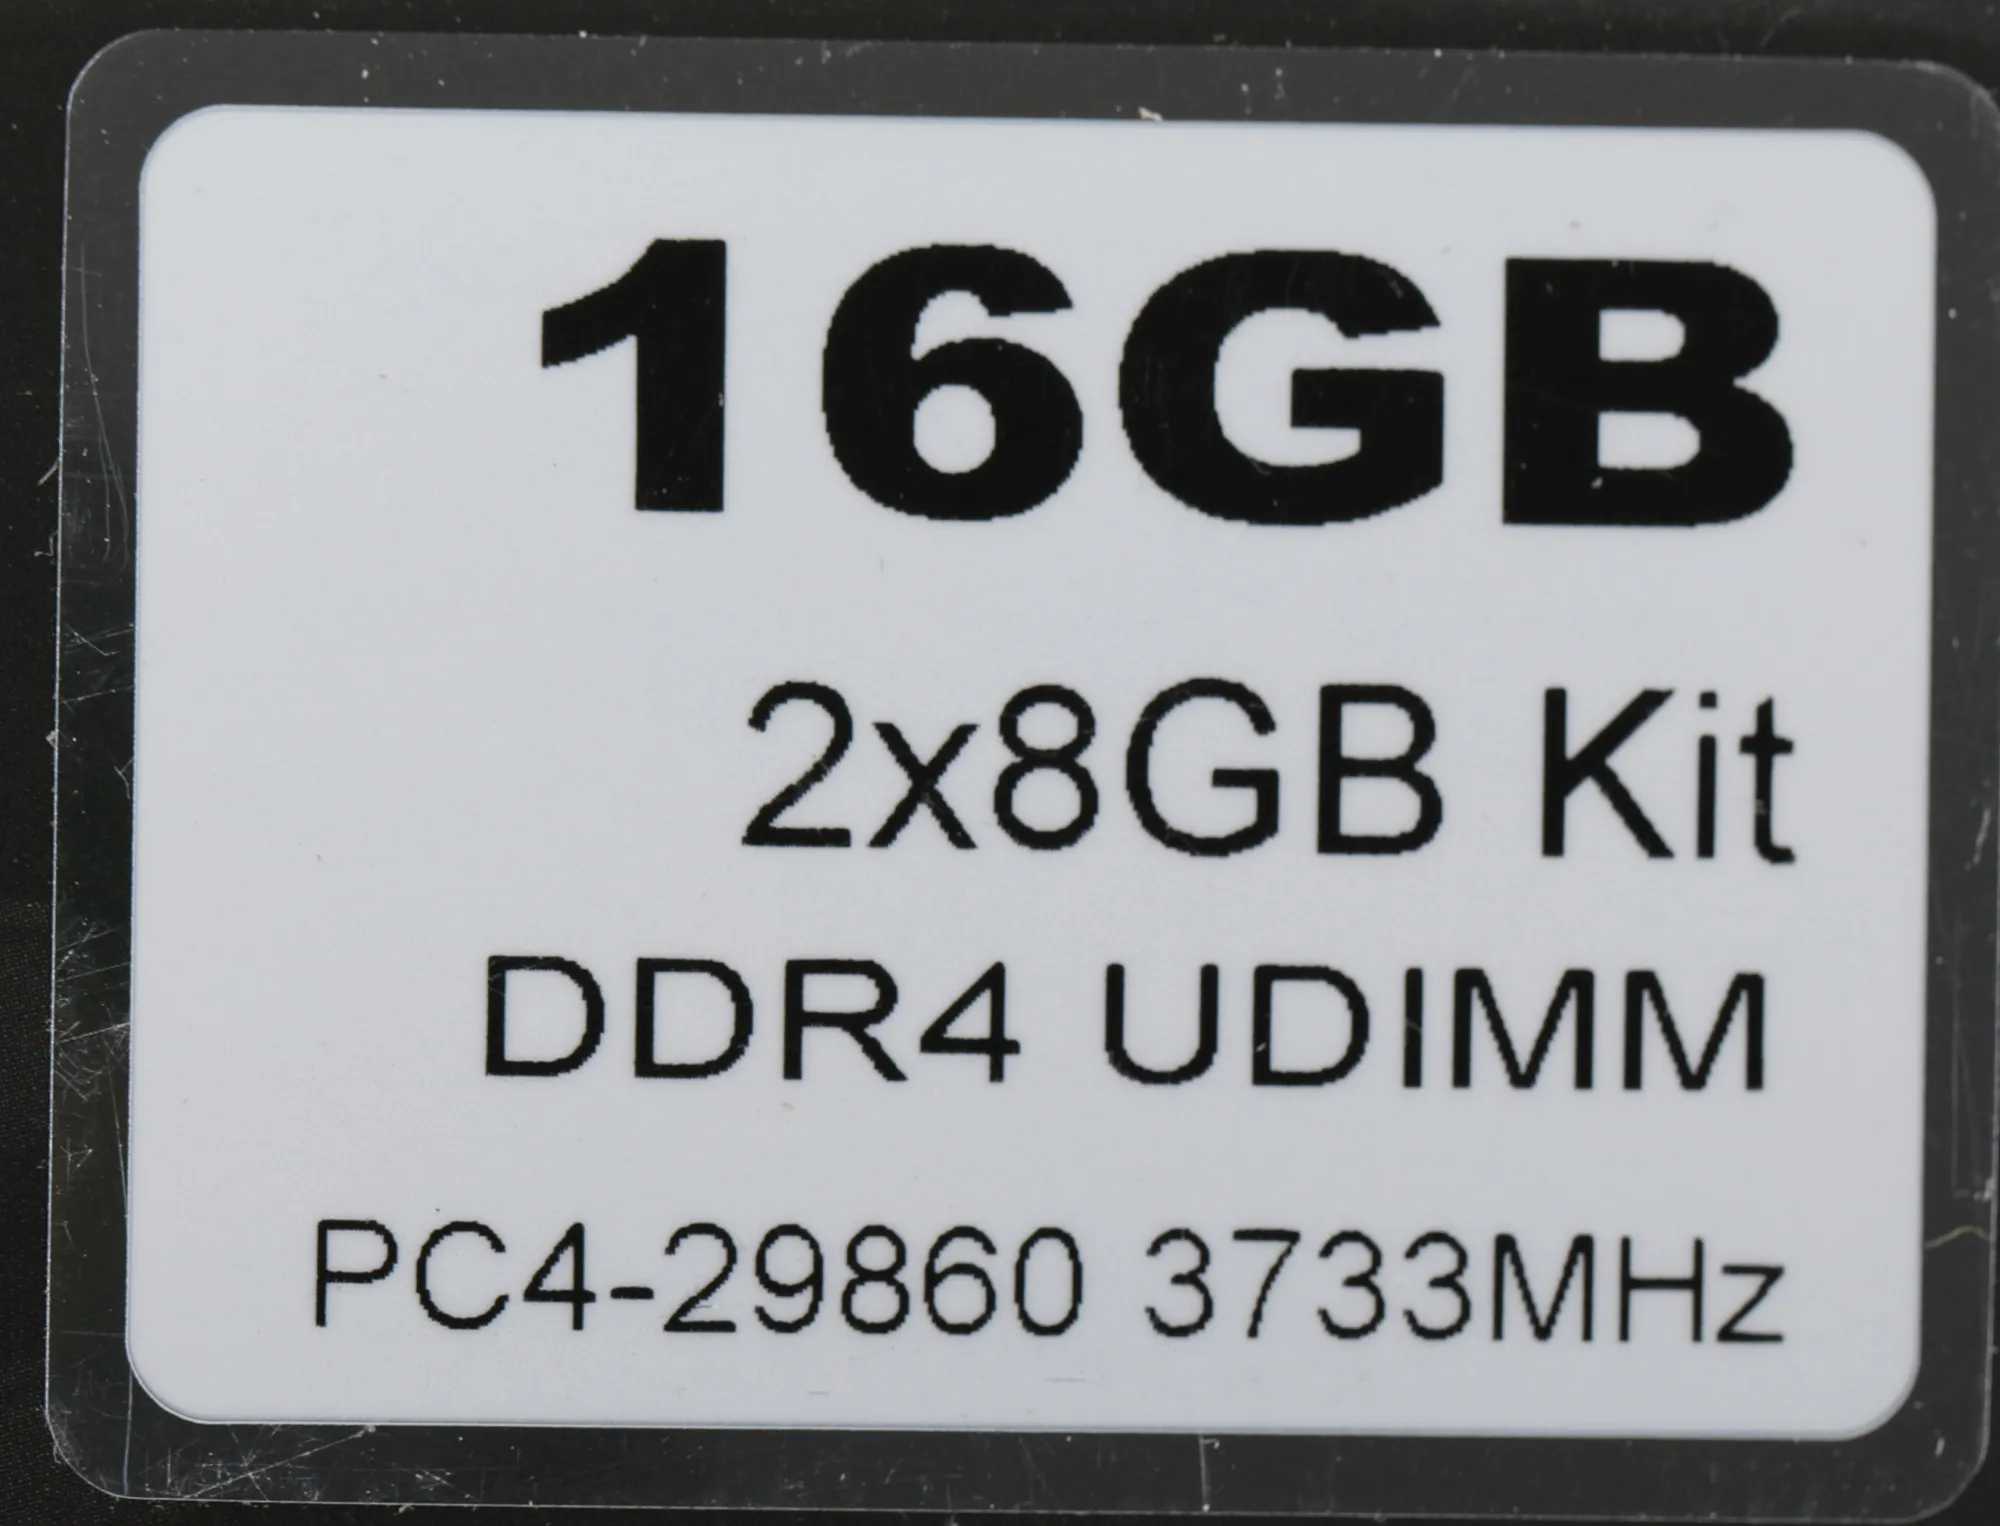 16GB
2x8GB Kit
DDR4 UDIMM
PC4-29860 3733MHz